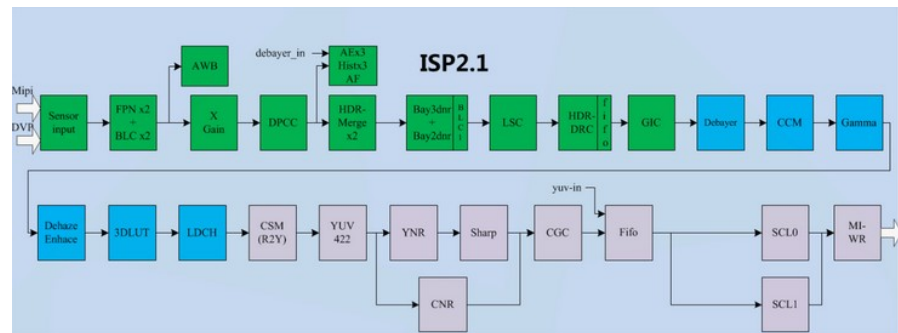 ISP2.1
Mipi
DVP
Sensor
input
FPN x2
+
BLC x2
AWB
X
Gain
DPCC
debayer_in
AEx3
Histx3
AF
HDR-
Merge
x2
Bay3dnr
+
Bay2dnr
BLC1
LSC
HDR-
DRC
fifo
GIC
Debayer
CCM
Gamma
Dehaze
Enhace
3DLUT
LDCH
CSM
(R2Y)
YUV
422
YNR
Sharp
CNR
CGC
yuv-in
Fifo
SCL0
SCL1
MI-
WR